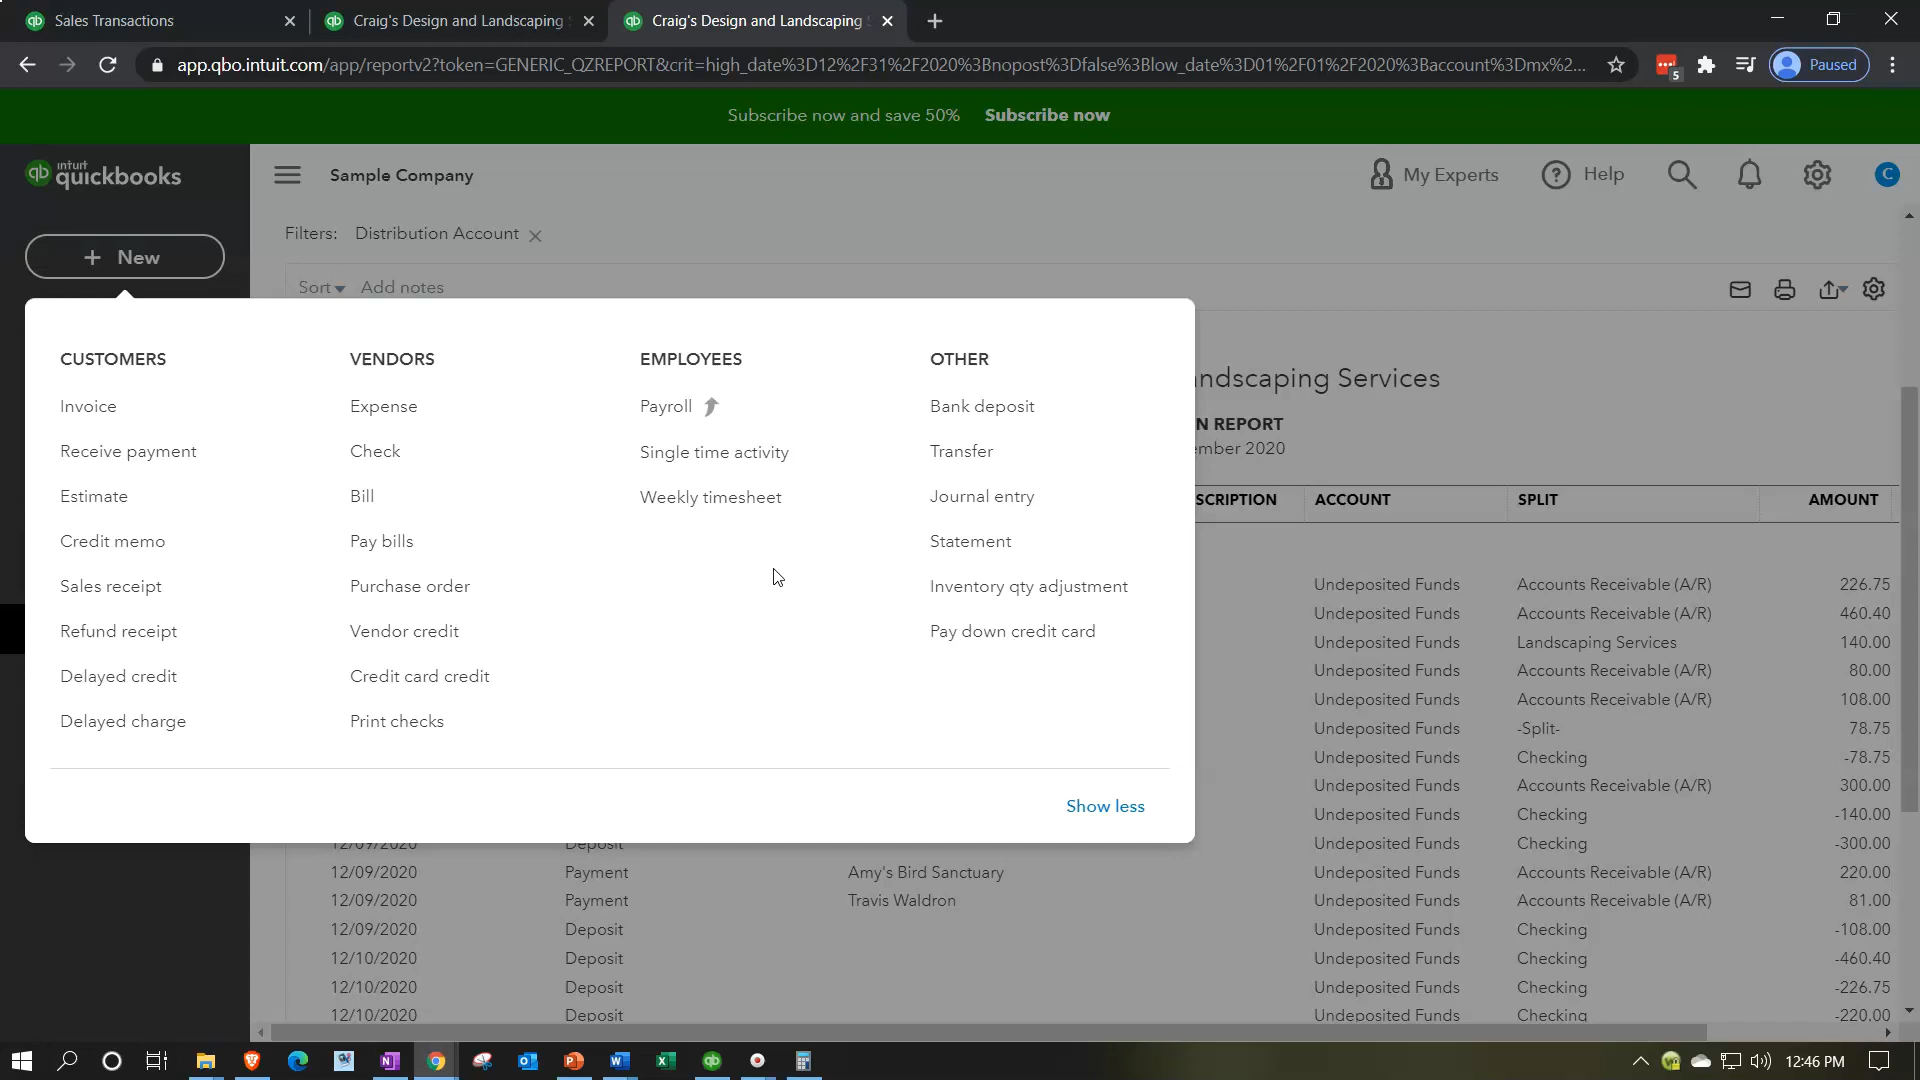 Sales Transactions
Craig's Design and Landscaping
Craig's Design and Landscaping
app.qbo.intuit.com/app/reportv2?token=GENERIC_QZREPORT&crit=high_date%3D12%2F31%2F2020%3Bnopost%3Dfalse%3Blow_date%3D01%2F01%2F2020%3Baccount%3Dmx%2...
5
Paused
Subscribe now and save 50% Subscribe now
qb intuit quickbooks
Sample Company
My Experts
? Help
C
+ New
Filters: Distribution Account
Sort Add notes
CUSTOMERS
Invoice
Receive payment
Estimate
Credit memo
Sales receipt
Refund receipt
Delayed credit
Delayed charge
VENDORS
Expense
Check
Bill
Pay bills
Purchase order
Vendor credit
Credit card credit
Print checks
EMPLOYEES
Payroll
Single time activity
Weekly timesheet
OTHER
Bank deposit
Transfer
Journal entry
Statement
Inventory qty adjustment
Pay down credit card
Show less
ndscaping Services
N REPORT
ember 2020
SCRIPTION ACCOUNT SPLIT AMOUNT
Undeposited Funds Accounts Receivable (A/R) 226.75
Undeposited Funds Accounts Receivable (A/R) 460.40
Undeposited Funds Landscaping Services 140.00
Undeposited Funds Accounts Receivable (A/R) 80.00
Undeposited Funds Accounts Receivable (A/R) 108.00
Undeposited Funds -Split- 78.75
Undeposited Funds Checking -78.75
Undeposited Funds Accounts Receivable (A/R) 300.00
Undeposited Funds Checking -140.00
12/09/2020 Deposit Undeposited Funds Checking -300.00
12/09/2020 Payment Amy's Bird Sanctuary Undeposited Funds Accounts Receivable (A/R) 220.00
12/09/2020 Payment Travis Waldron Undeposited Funds Accounts Receivable (A/R) 81.00
12/09/2020 Deposit Undeposited Funds Checking -108.00
12/10/2020 Deposit Undeposited Funds Checking -460.40
12/10/2020 Deposit Undeposited Funds Checking -226.75
12/10/2020 Deposit Undeposited Funds Checking -220.00
12:46 PM